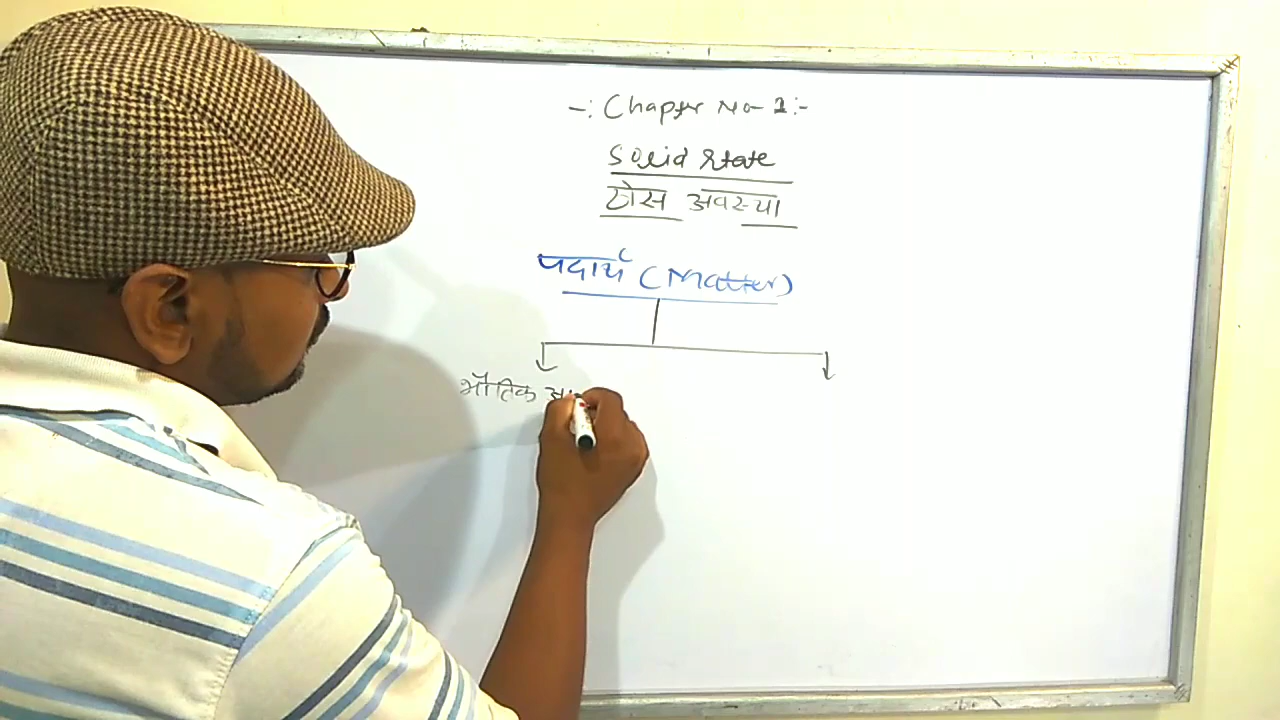 -: Chapter No-1:-
Solid State
ठोस अवस्था
पदार्थ (Matter)
भौतिक